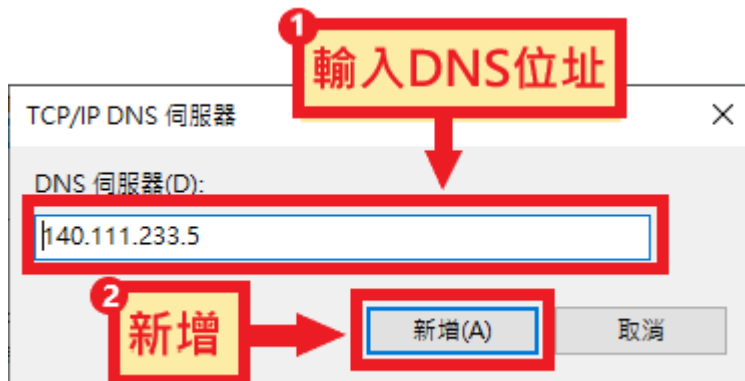 1
輸入DNS位址
TCP/IP DNS 伺服器
DNS 伺服器(D):
140.111.233.5
2
新增
新增(A)
取消